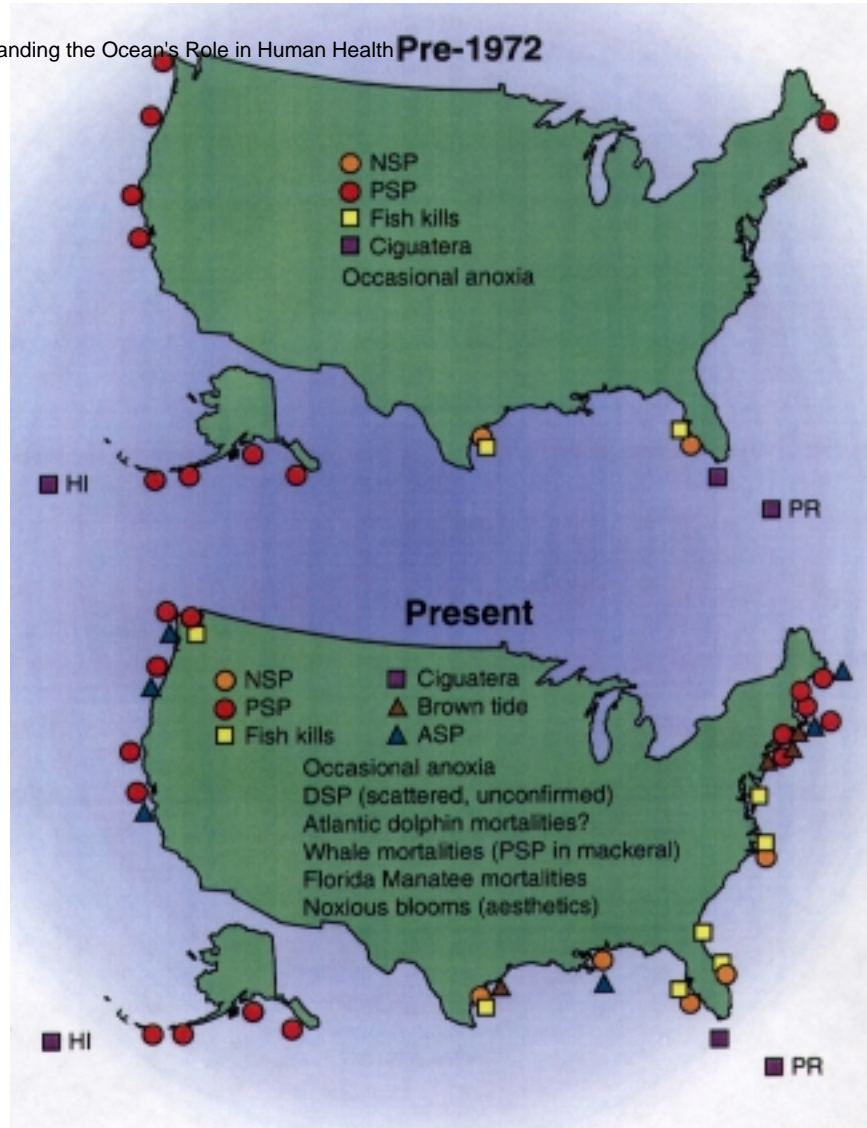 anding the Ocean's Role in Human Health
Pre-1972
NSP
PSP
Fish kills
Ciguatera
Occasional anoxia
HI
PR
Present
NSP
PSP
Fish kills
Ciguatera
Brown tide
ASP
Occasional anoxia
DSP (scattered, unconfirmed)
Atlantic dolphin mortalities?
Whale mortalities (PSP in mackeral)
Florida Manatee mortalities
Noxious blooms (aesthetics)
HI
PR